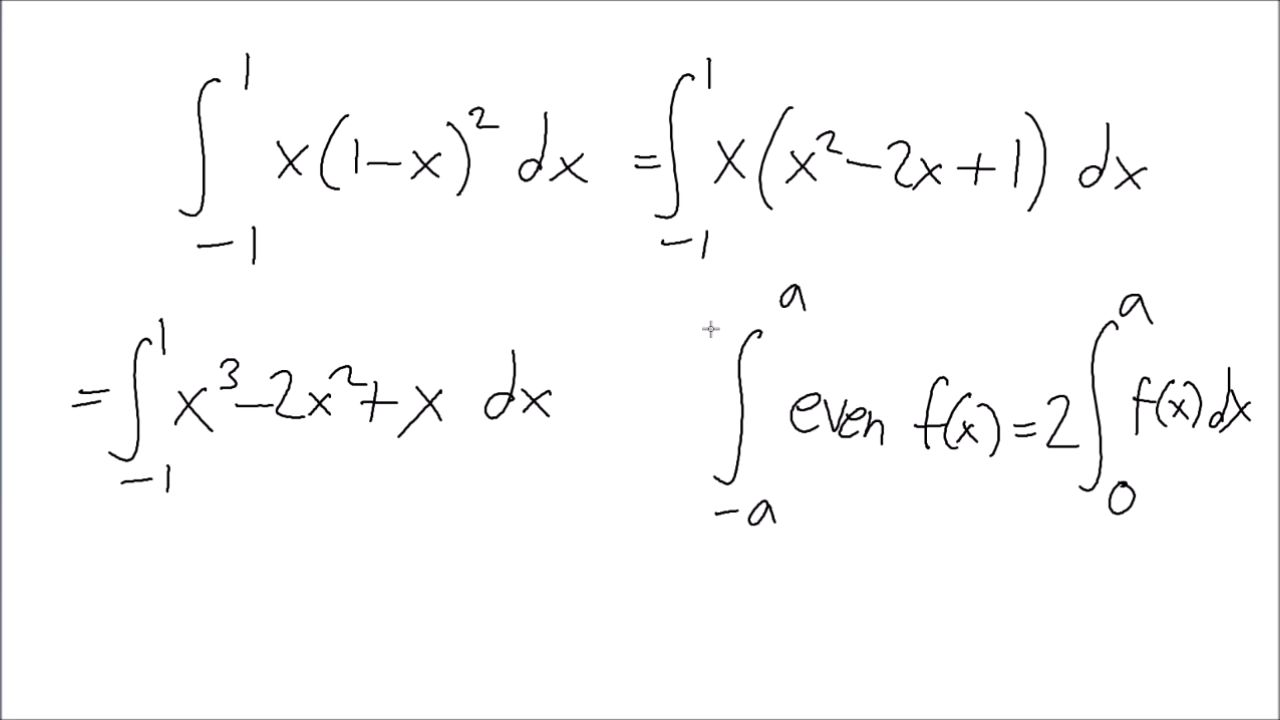 ∫_{-1}^{1} x(1-x)² dx = ∫_{-1}^{1} x(x²-2x+1) dx
= ∫_{-1}^{1} x³-2x²+x dx
∫_{-a}^{a} even f(x) = 2 ∫_{0}^{a} f(x) dx